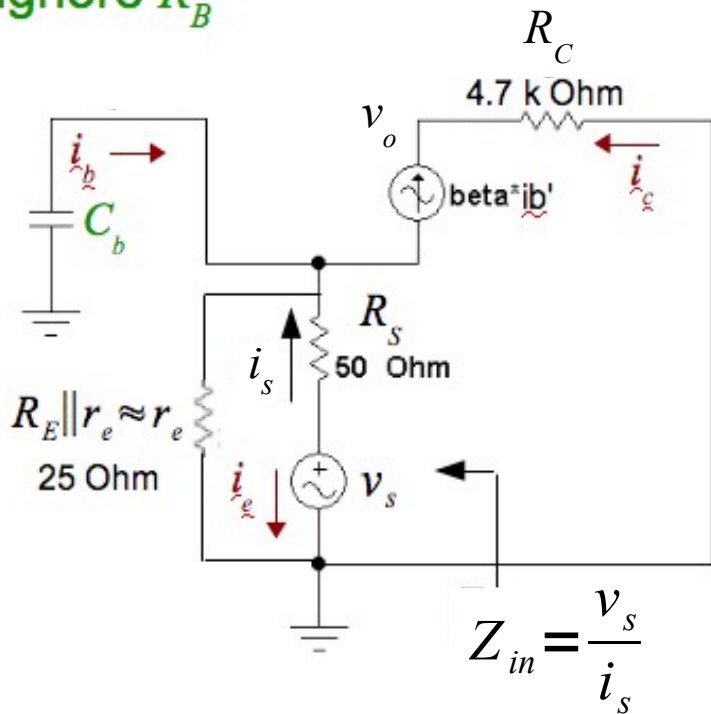 ignore R_B
R_C
4.7 k Ohm
v_o
i_b
i_c
beta*ib'
C_b
R_s
i_s
50 Ohm
R_E||r_e≈r_e
25 Ohm
i_e
v_s
Z_in = v_s / i_s